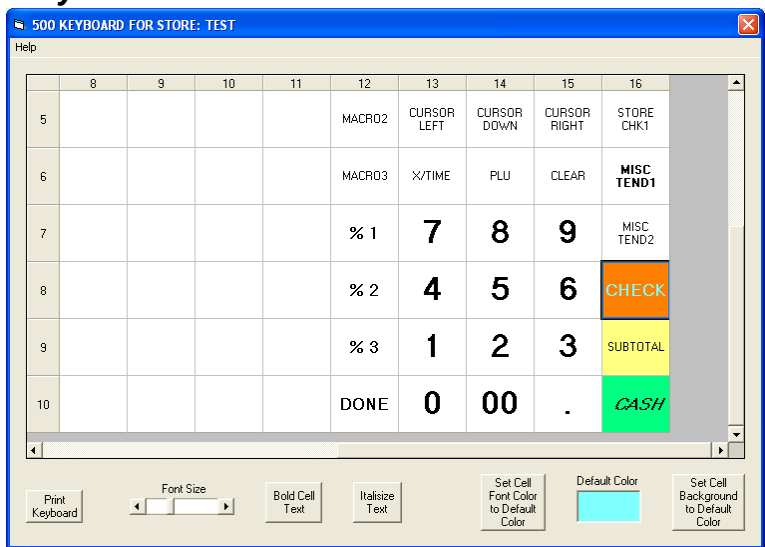 500 KEYBOARD FOR STORE: TEST
Help
8 9 10 11 12 13 14 15 16
5 MACRO2 CURSOR LEFT CURSOR DOWN CURSOR RIGHT STORE CHK1
6 MACRO3 X/TIME PLU CLEAR MISC TEND1
7 % 1 7 8 9 MISC TEND2
8 % 2 4 5 6 CHECK
9 % 3 1 2 3 SUBTOTAL
10 DONE 0 00 . CASH
Print
Keyboard
Font Size
Bold Cell
Text
Italisize
Text
Set Cell
Font Color
to Default
Color
Default Color
Set Cell
Background
to Default
Color